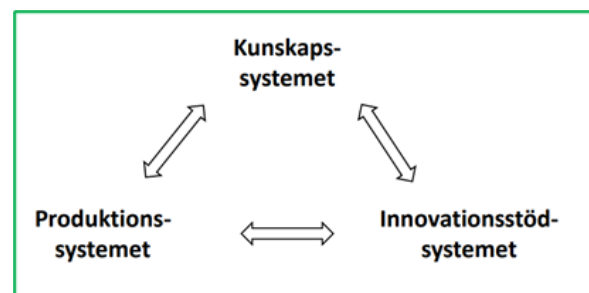 Kunskaps-
systemet
Produktions-
systemet
Innovationsstöd-
systemet